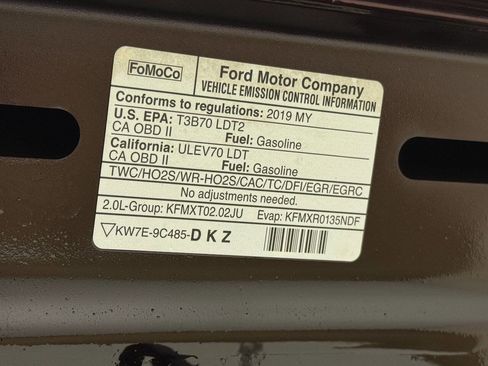 FoMoCo
Ford Motor Company
VEHICLE EMISSION CONTROL INFORMATION
Conforms to regulations: 2019 MY
U.S. EPA: T3B70 LDT2
CA OBD II Fuel: Gasoline
California: ULEV70 LDT
CA OBD II Fuel: Gasoline
TWC/HO2S/WR-HO2S/CAC/TC/DFI/EGR/EGRC
No adjustments needed.
2.0L-Group: KFMXT02.02JU Evap: KFMXR0135NDF
KW7E-9C485-DKZ